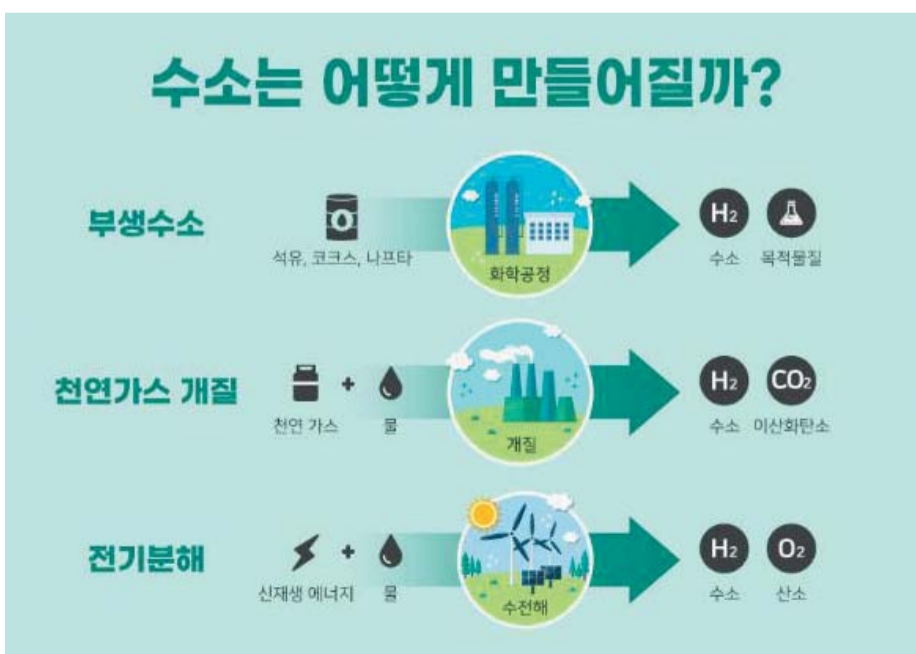 수소는 어떻게 만들어질까?
부생수소
석유, 코크스, 나프타
화학공정
H2
수소
목적물질
천연가스 개질
+
천연 가스
물
개질
H2
CO2
수소
이산화탄소
전기분해
+
신재생 에너지
물
수전해
H2
O2
수소
산소